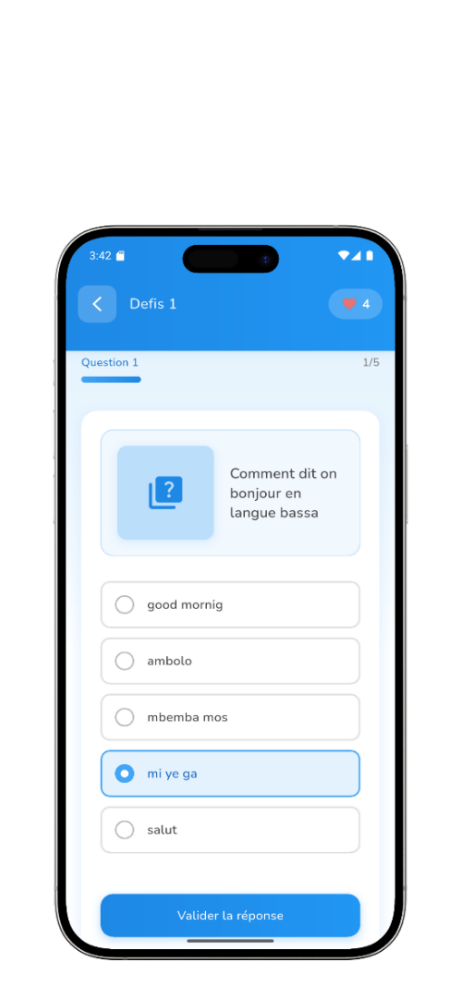 3:42
Defis 1
4
Question 1
1/5
?
Comment dit on
bonjour en
langue bassa
good mornig
ambolo
mbemba mos
mi ye ga
salut
Valider la réponse